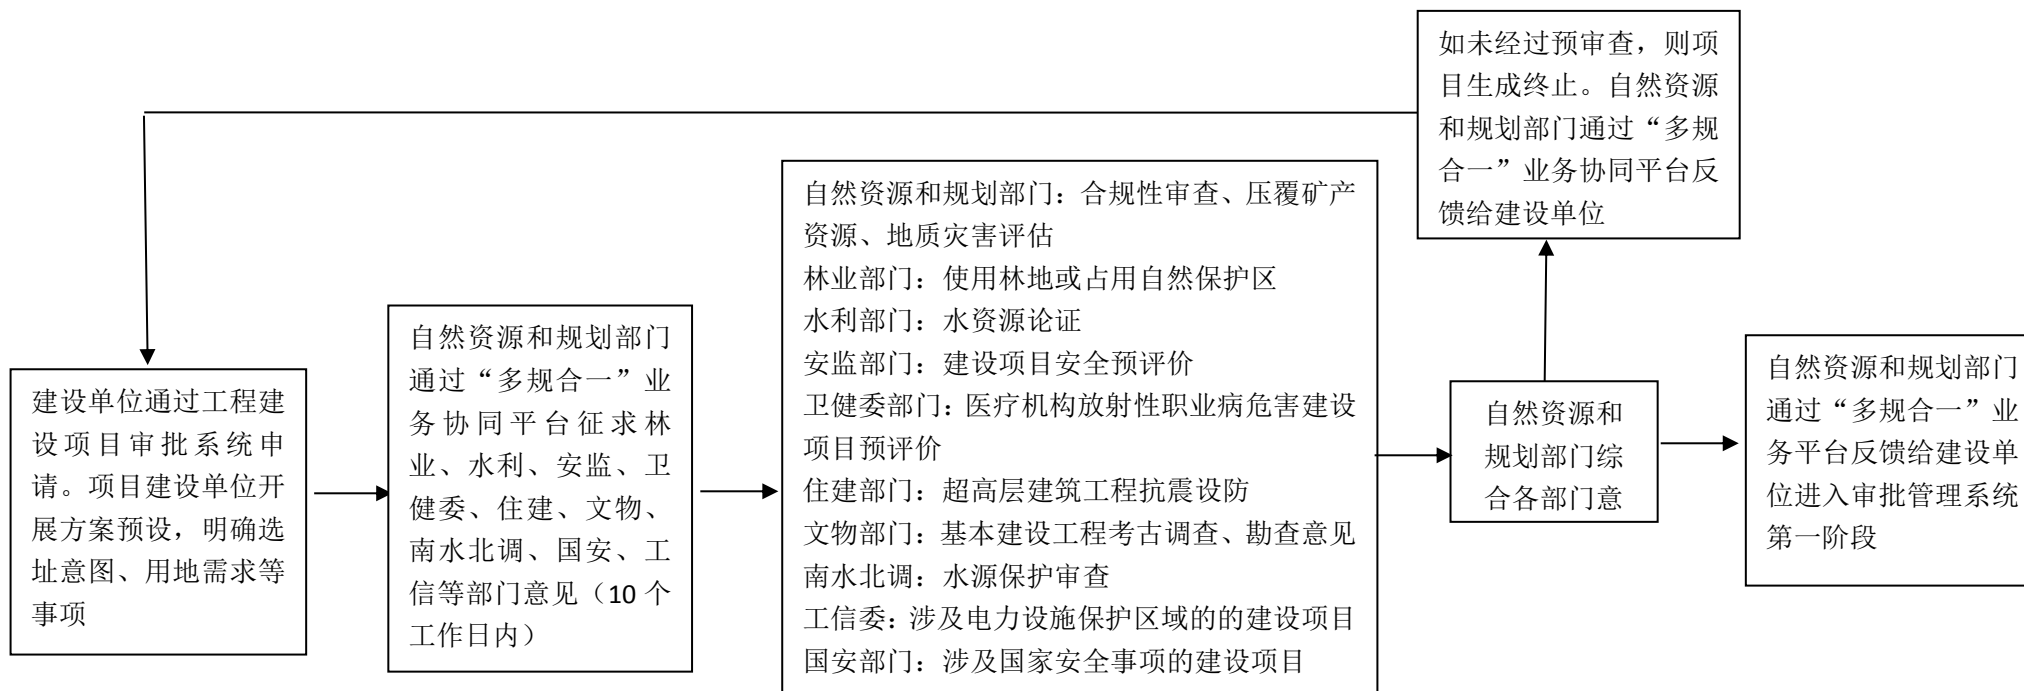 如未经过预审查，则项
目生成终止。自然资源
和规划部门通过“多规
合一”业务协同平台反
馈给建设单位
建设单位通过工程建
设项目审批系统申
请。项目建设单位开
展方案预设，明确选
址意图、用地需求等
事项
自然资源和规划部门
通过“多规合一”业
务协同平台征求林
业、水利、安监、卫
健委、住建、文物、
南水北调、国安、工
信等部门意见（10 个
工作日内）
自然资源和规划部门：合规性审查、压覆矿产
资源、地质灾害评估
林业部门：使用林地或占用自然保护区
水利部门：水资源论证
安监部门：建设项目安全预评价
卫健委部门：医疗机构放射性职业病危害建设
项目预评价
住建部门：超高层建筑工程抗震设防
文物部门：基本建设工程考古调查、勘查意见
南水北调：水源保护审查
工信委：涉及电力设施保护区域的的建设项目
国安部门：涉及国家安全事项的建设项目
自然资源和
规划部门综
合各部门意
自然资源和规划部门
通过“多规合一”业
务平台反馈给建设单
位进入审批管理系统
第一阶段